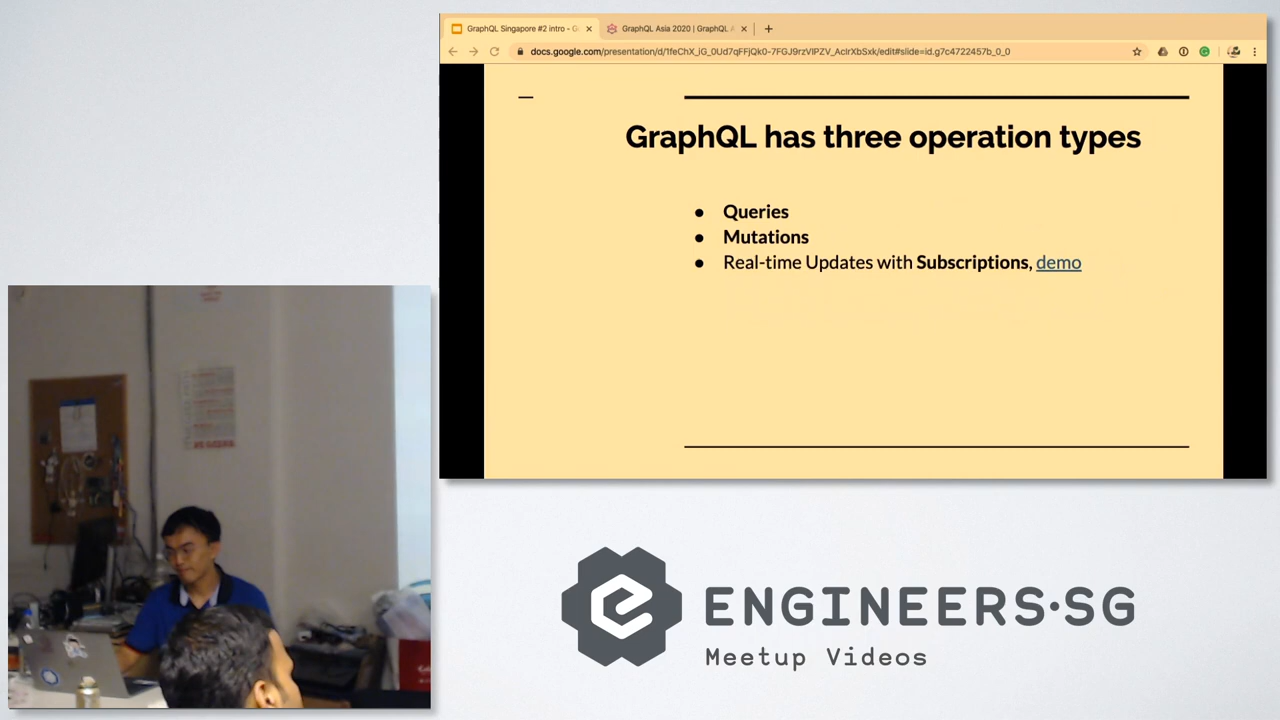 GraphQL Singapore #2 intro - G
GraphQL Asia 2020 | GraphQL A
docs.google.com/presentation/d/1feChX_iG_0Ud7qFFjQk0-7FGJ9rzVIPZV_AcIrXbSxk/edit#slide=id.g7c4722457b_0_0
GraphQL has three operation types
● Queries
● Mutations
● Real-time Updates with Subscriptions, demo
ENGINEERS·SG
Meetup Videos